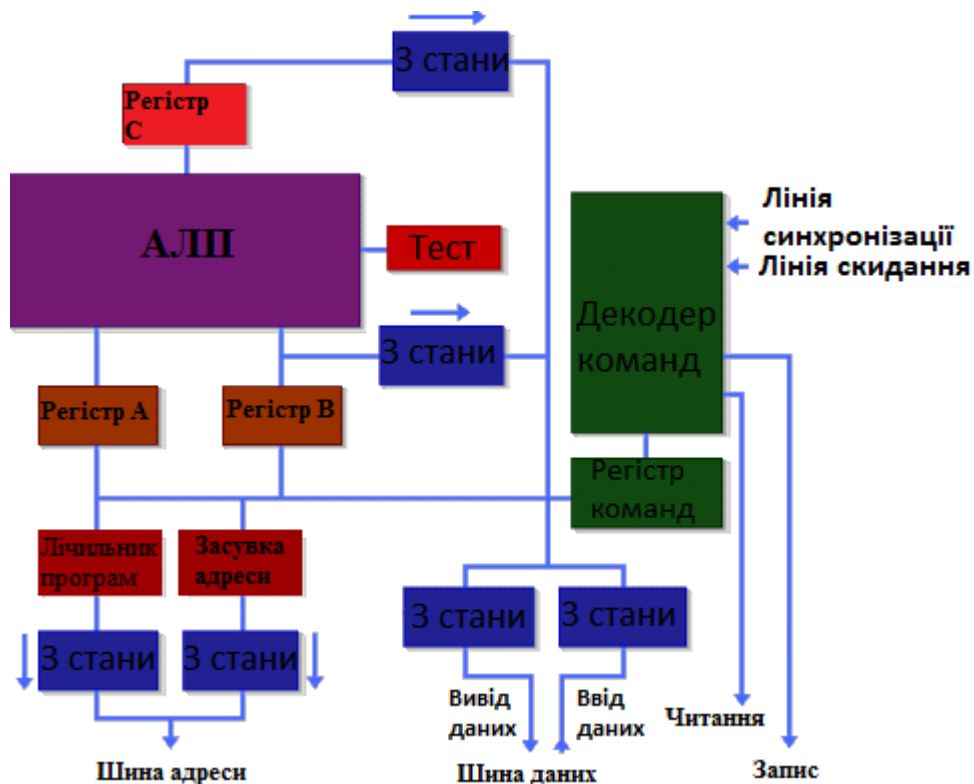 3 стани
Регістр
С
АЛП
Тест
Лінія
синхронізації
Лінія скидання
3 стани
Декодер
команд
Регістр А
Регістр В
Регістр
команд
Лічильник
програм
Засувка
адреси
3 стани
3 стани
3 стани
3 стани
Вивід
даних
Ввід
даних
Читання
Шина адреси
Шина даних
Запис